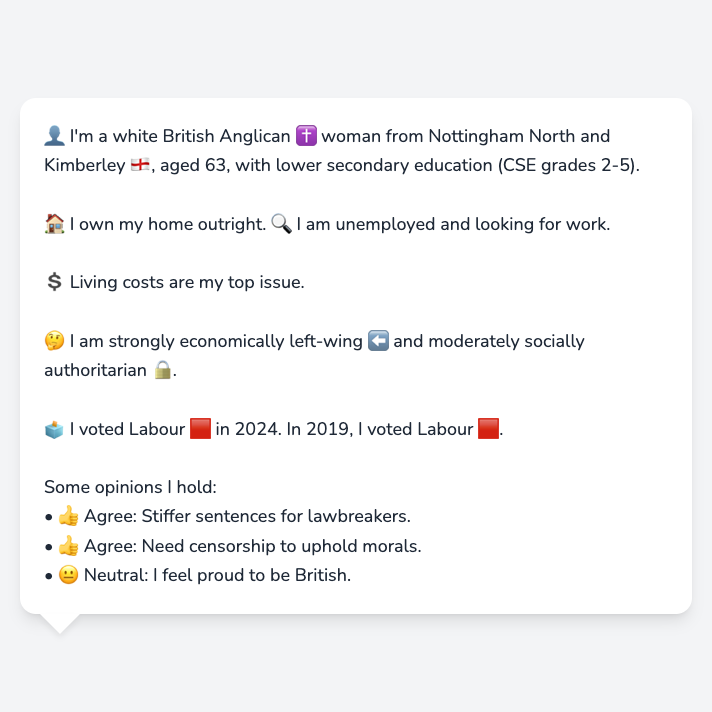 👤 I'm a white British Anglican ✝️ woman from Nottingham North and
Kimberley 🏴󠁧󠁢󠁥󠁮󠁧󠁿, aged 63, with lower secondary education (CSE grades 2-5).
🏠 I own my home outright. 🔍 I am unemployed and looking for work.
💲 Living costs are my top issue.
🤔 I am strongly economically left-wing ⬅️ and moderately socially
authoritarian 🔒.
🗳️ I voted Labour 🟥 in 2024. In 2019, I voted Labour 🟥.
Some opinions I hold:
• 👍 Agree: Stiffer sentences for lawbreakers.
• 👍 Agree: Need censorship to uphold morals.
• 😐 Neutral: I feel proud to be British.